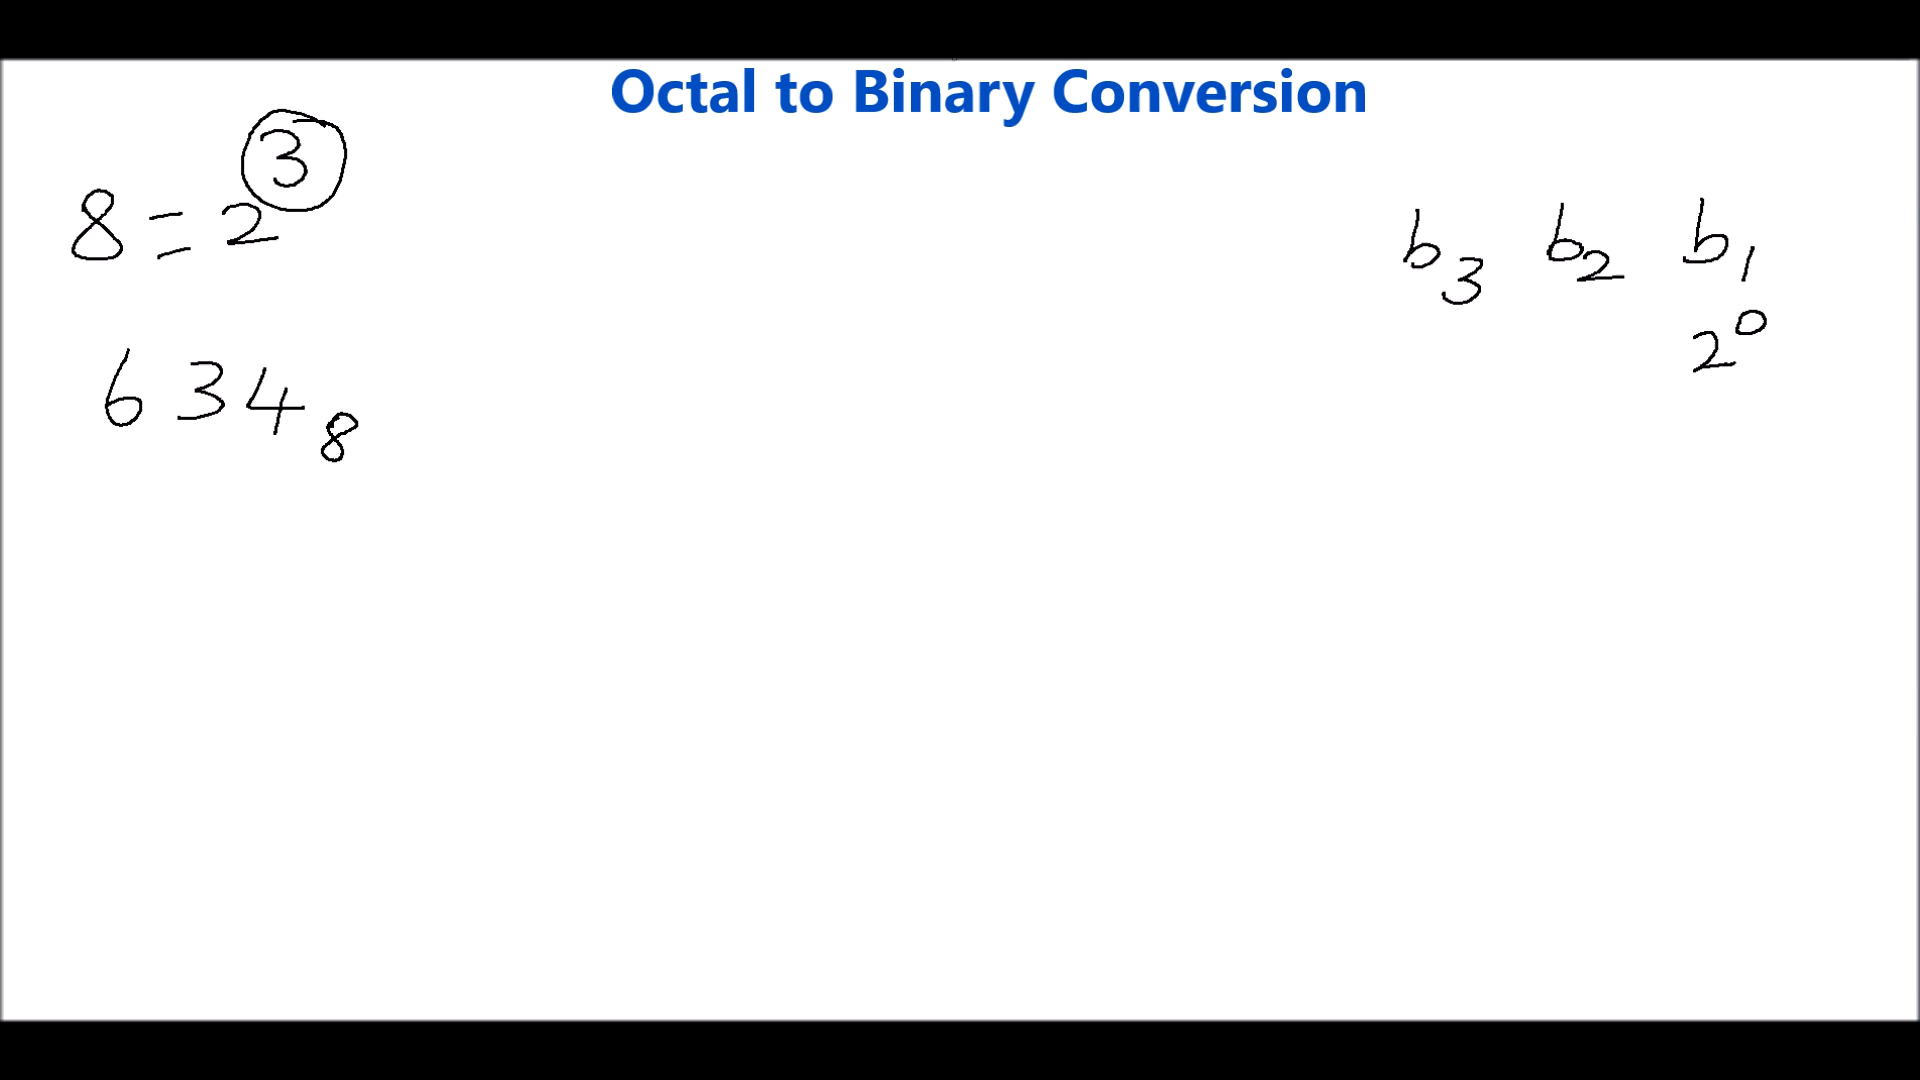 Octal to Binary Conversion
8 = 2³
b₃ b₂ b₁
2⁰
634₈